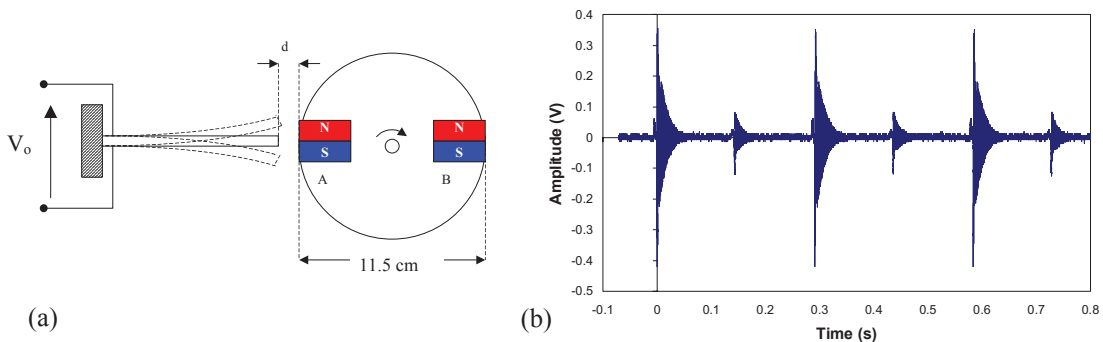 d
V₀
N
S
N
S
A
B
11.5 cm
(a)
0.4
0.3
0.2
0.1
0
-0.1
-0.2
-0.3
-0.4
-0.5
Amplitude (V)
-0.1 0 0.1 0.2 0.3 0.4 0.5 0.6 0.7 0.8
Time (s)
(b)